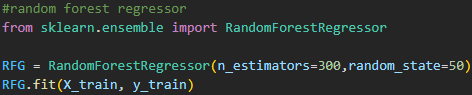 #random forest regressor
from sklearn.ensemble import RandomForestRegressor
RFG = RandomForestRegressor(n_estimators=300,random_state=50)
RFG.fit(X_train, y_train)